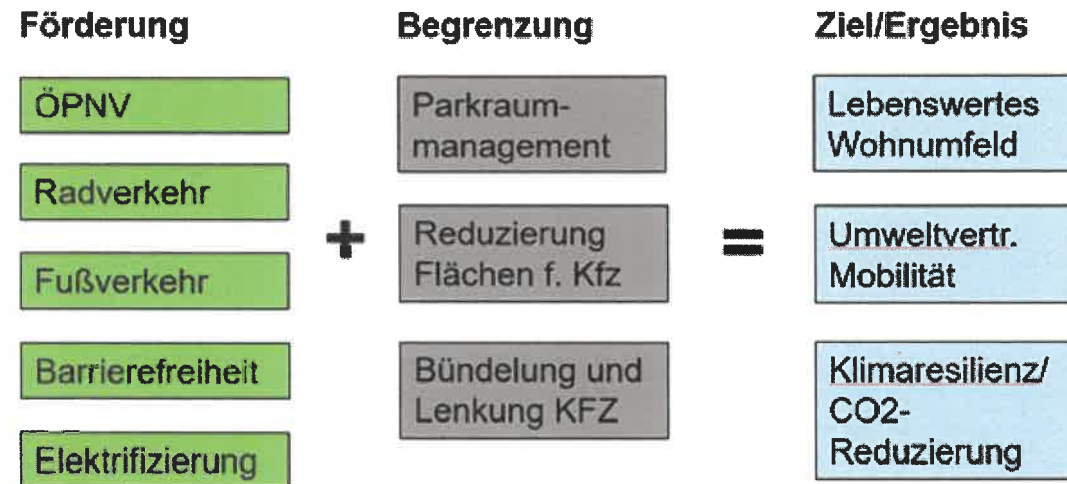 Förderung
ÖPNV
Radverkehr
Fußverkehr
Barrierefreiheit
Elektrifizierung
+
Begrenzung
Parkraum-
management
Reduzierung
Flächen f. Kfz
Bündelung und
Lenkung KFZ
=
Ziel/Ergebnis
Lebenswertes
Wohnumfeld
Umweltvertr.
Mobilität
Klimaresilienz/
CO2-
Reduzierung